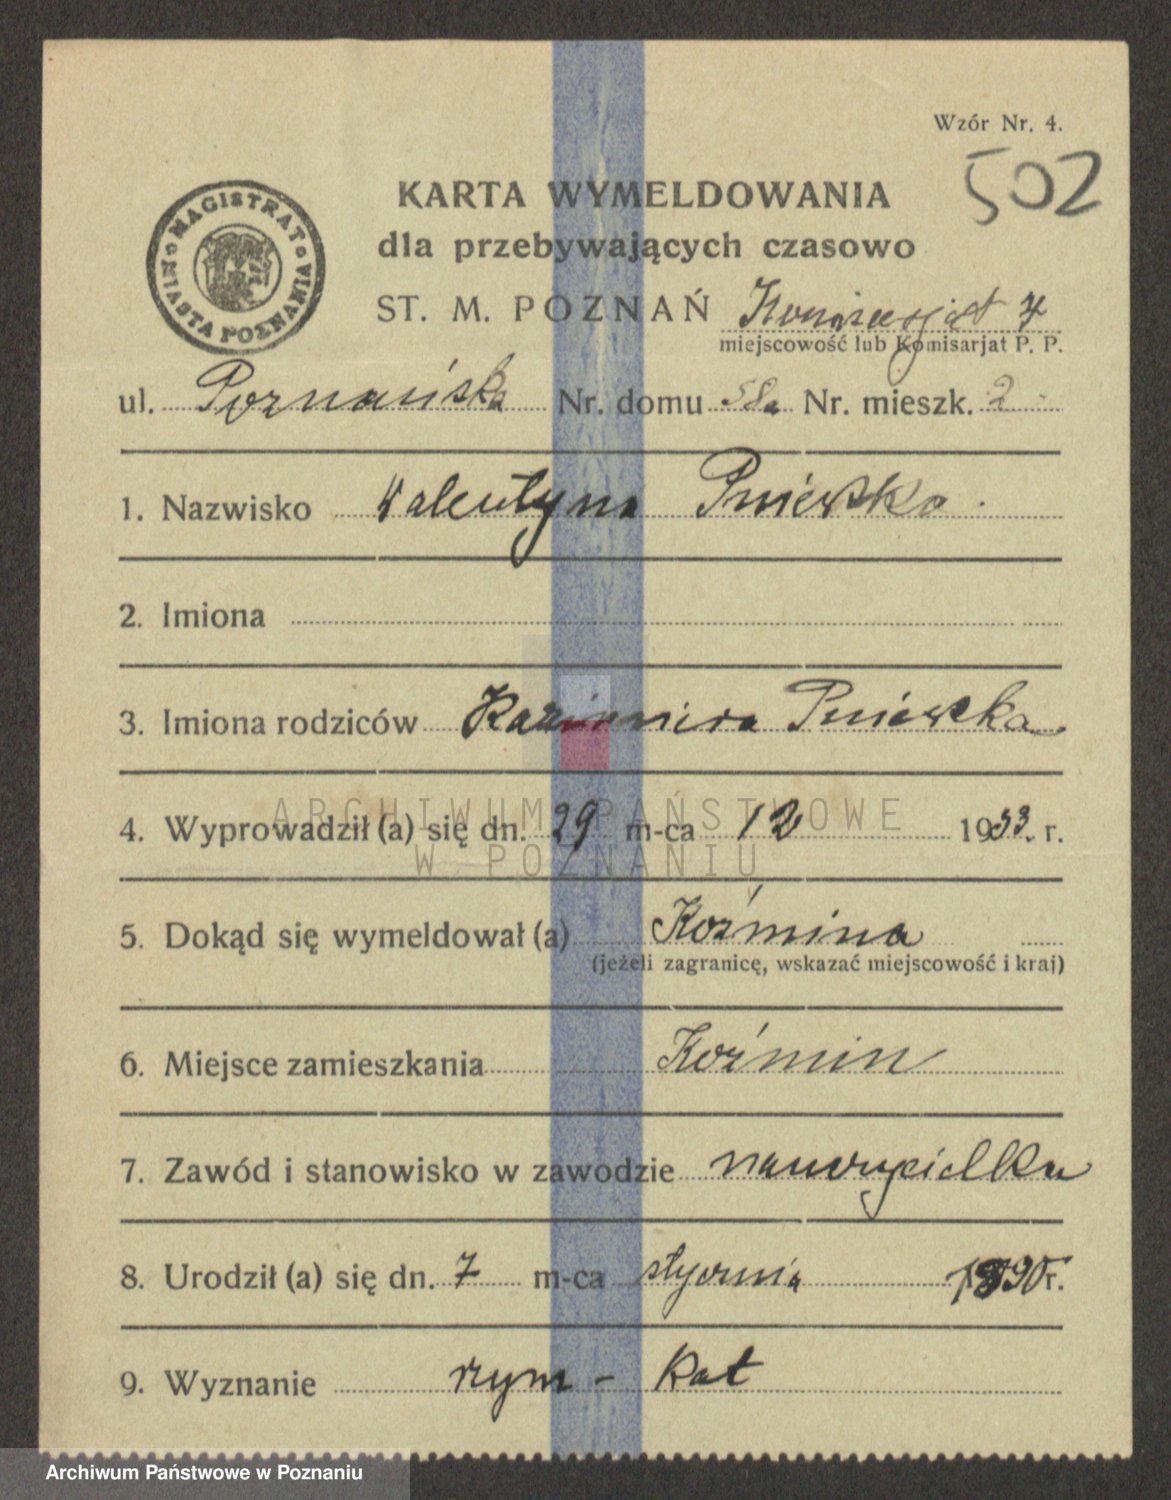 Wzór Nr. 4.
502
MAGISTRAT MIASTA POZNANIA
KARTA WYMELDOWANIA
dla przebywających czasowo
ST. M. POZNAŃ Komisarjat 7
miejscowość lub Komisarjat P. P.
ul. Poznańska Nr. domu 58a Nr. mieszk. 2
1. Nazwisko Walentyna Pniewska
2. Imiona
3. Imiona rodziców Kazimira Pniewska
4. Wyprowadził (a) się dn. 29 m-ca 12 1933. r.
ARCHIWUM PAŃSTWOWE
W POZNANIU
5. Dokąd się wymeldował (a) Koźmina
(jeżeli zagranicę, wskazać miejscowość i kraj)
6. Miejsce zamieszkania Koźmin
7. Zawód i stanowisko w zawodzie nauczycielka
8. Urodził (a) się dn. 7 m-ca stycznia 1890 r.
9. Wyznanie rzym - kat
Archiwum Państwowe w Poznaniu